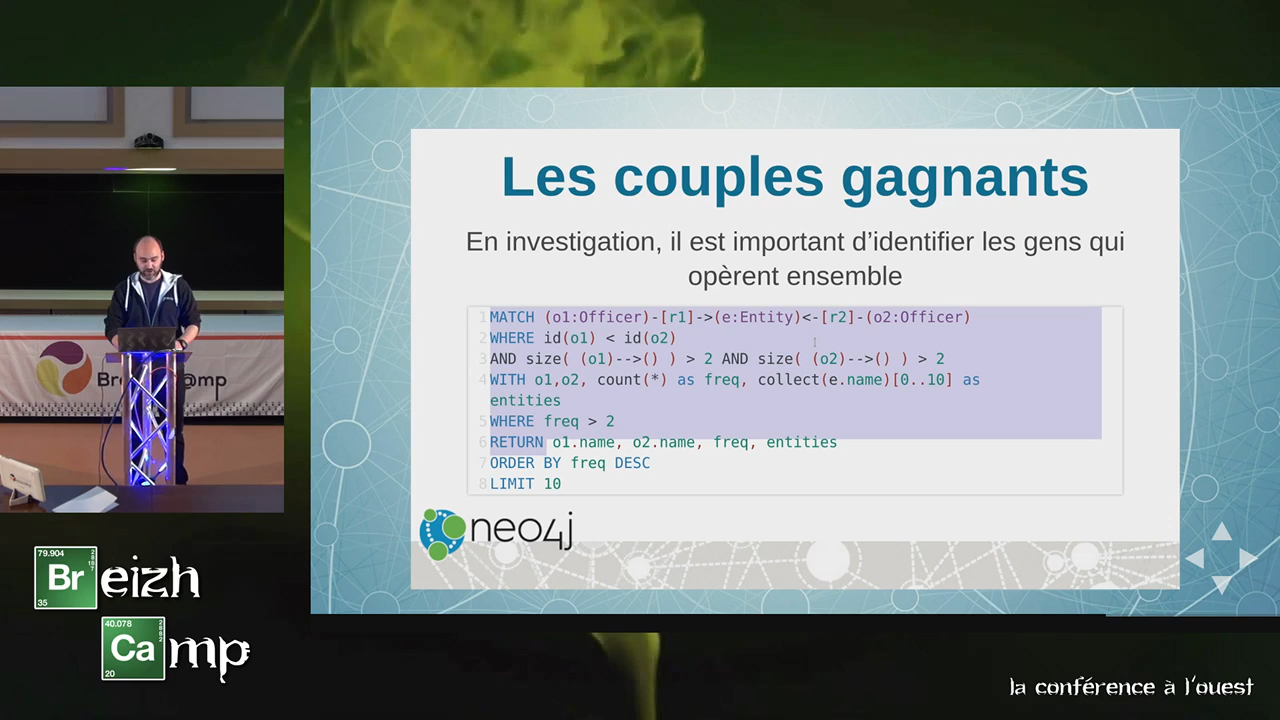 Les couples gagnants
En investigation, il est important d’identifier les gens qui
opèrent ensemble
1 MATCH (o1:Officer)-[r1]->(e:Entity)<-[r2]-(o2:Officer)
2 WHERE id(o1) < id(o2)
3 AND size( (o1)-->() ) > 2 AND size( (o2)-->() ) > 2
4 WITH o1,o2, count(*) as freq, collect(e.name)[0..10] as
entities
5 WHERE freq > 2
6 RETURN o1.name, o2.name, freq, entities
7 ORDER BY freq DESC
8 LIMIT 10
neo4j
79.904
Breizh
35
40.078
Camp
20
la conférence à l'ouest